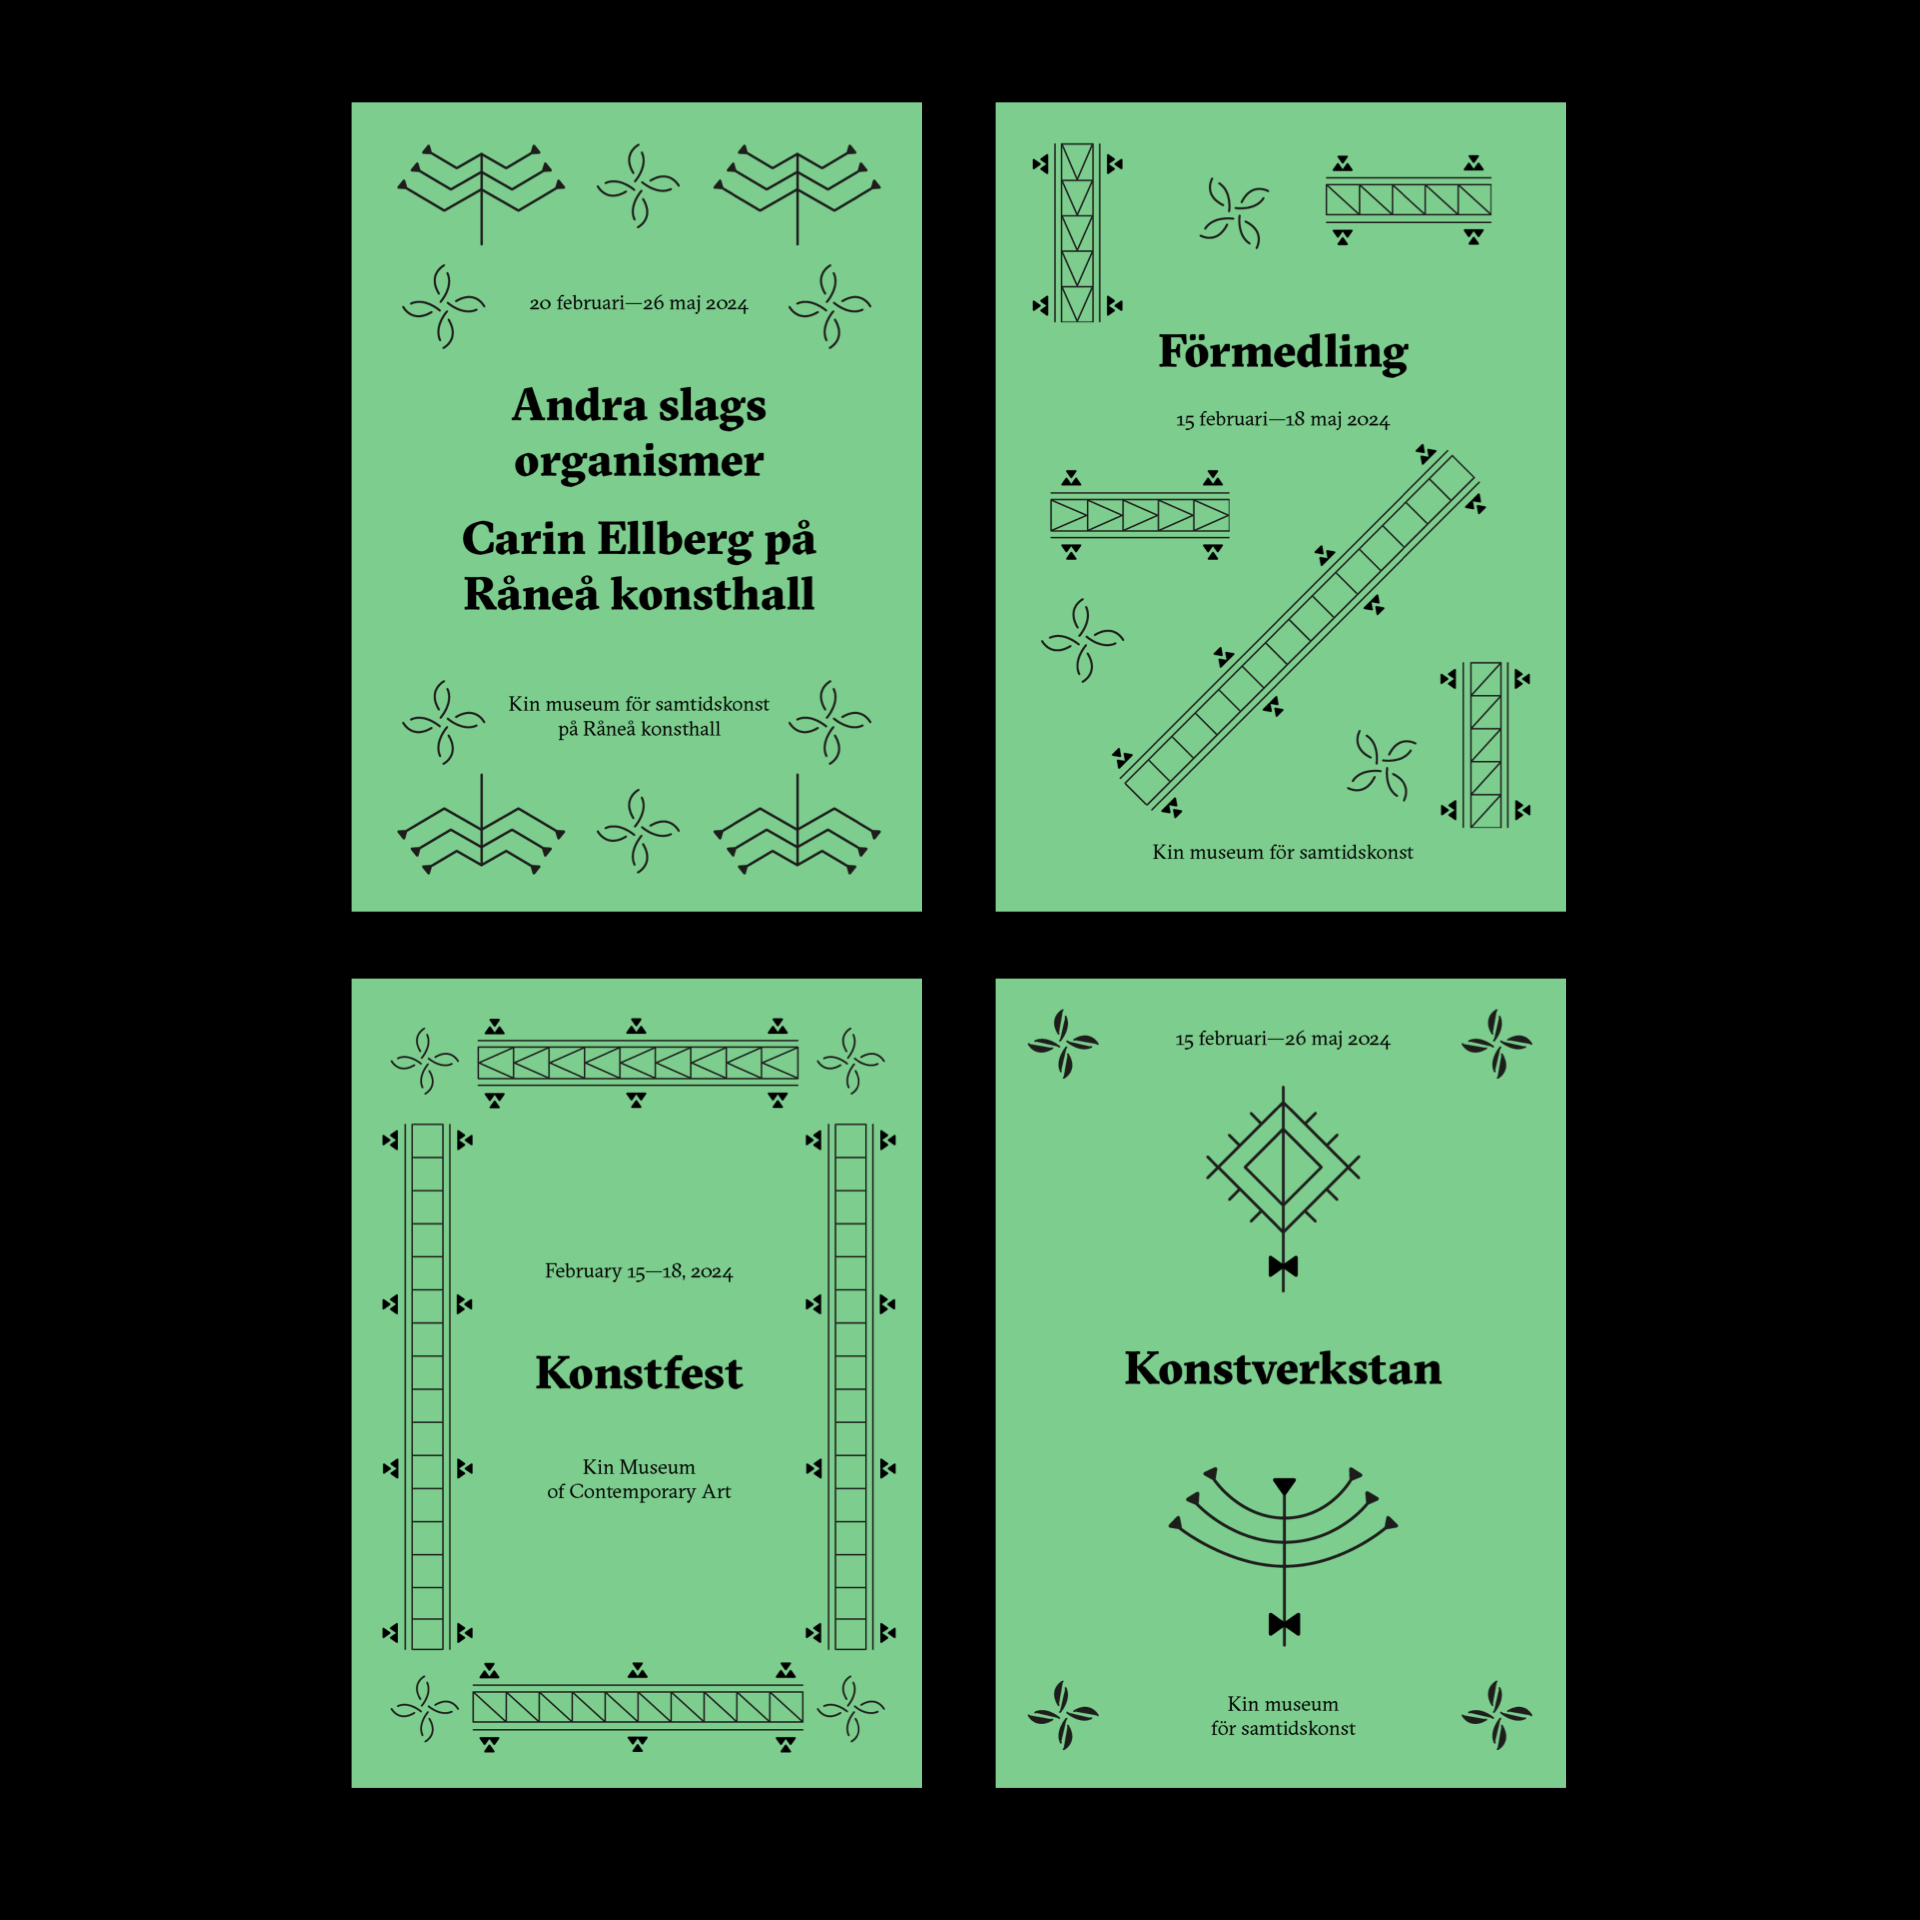 20 februari—26 maj 2024
Andra slags
organismer
Carin Ellberg på
Råneå konsthall
Kin museum för samtidskonst
på Råneå konsthall
Förmedling
15 februari—18 maj 2024
Kin museum för samtidskonst
February 15—18, 2024
Konstfest
Kin Museum
of Contemporary Art
15 februari—26 maj 2024
Konstverkstan
Kin museum
för samtidskonst